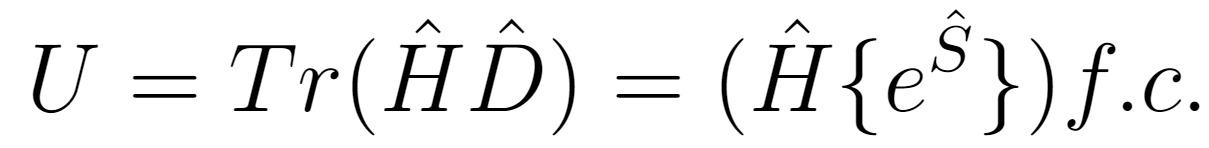 U = Tr(ĤD̂) = (Ĥ{e^Ŝ})f.c.